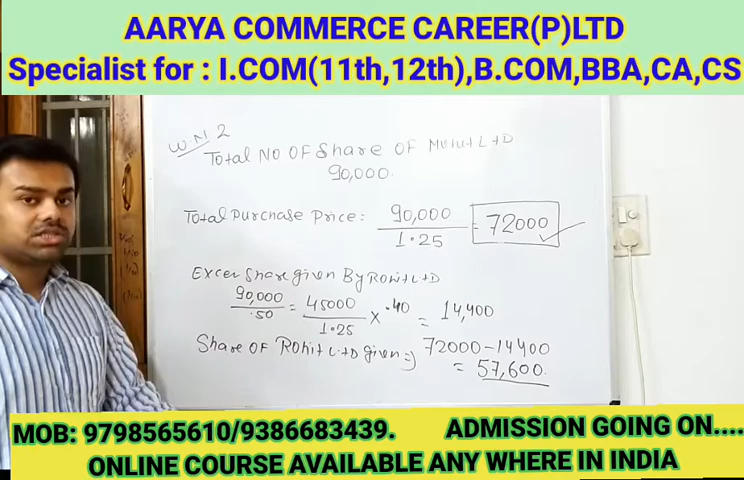 AARYA COMMERCE CAREER(P)LTD
Specialist for : I.COM(11th,12th),B.COM,BBA,CA,CS
WN 2
Total NO OF Share OF Mohit LTD
90,000.
Total Purchase Price: 90,000 / 1.25 = 72000
Excer Share given By Rohit LTD
90,000 / .50 = 45000 / 1.25 x .40 = 14,400
Share OF Rohit LTD given => 72000-14400
= 57,600.
MOB: 9798565610/9386683439. ADMISSION GOING ON....
ONLINE COURSE AVAILABLE ANY WHERE IN INDIA